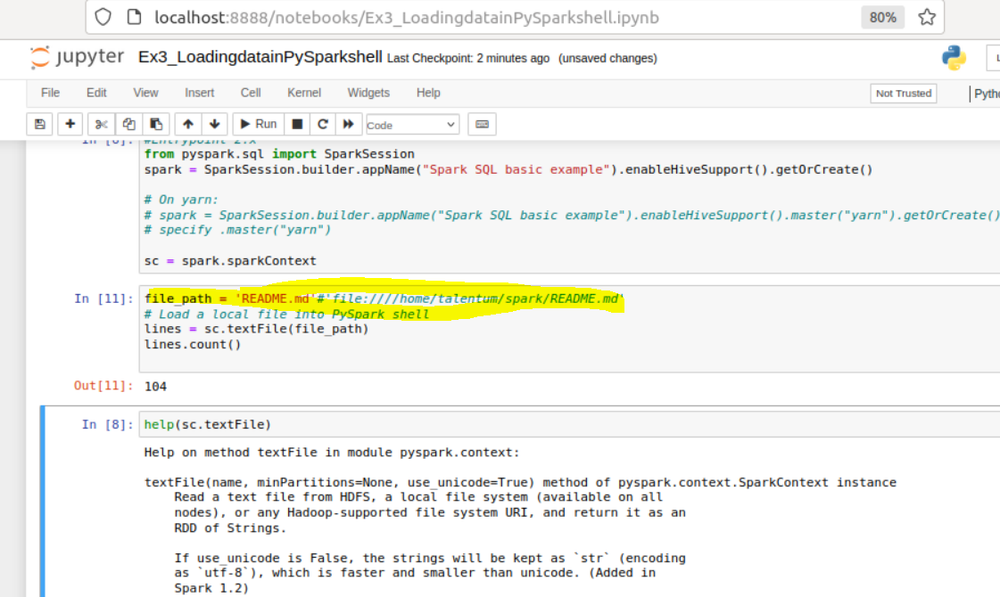 localhost:8888/notebooks/Ex3_LoadingdatainPySparkshell.ipynb 80%
jupyter Ex3_LoadingdatainPySparkshell Last Checkpoint: 2 minutes ago (unsaved changes)
File Edit View Insert Cell Kernel Widgets Help Not Trusted
Run Code
In [6]: #Entrypoint 2.x
from pyspark.sql import SparkSession
spark = SparkSession.builder.appName("Spark SQL basic example").enableHiveSupport().getOrCreate()
# On yarn:
# spark = SparkSession.builder.appName("Spark SQL basic example").enableHiveSupport().master("yarn").getOrCreate()
# specify .master("yarn")
sc = spark.sparkContext
In [11]: file_path = 'README.md'#'file:////home/talentum/spark/README.md'
# Load a local file into PySpark shell
lines = sc.textFile(file_path)
lines.count()
Out[11]: 104
In [8]: help(sc.textFile)
Help on method textFile in module pyspark.context:
textFile(name, minPartitions=None, use_unicode=True) method of pyspark.context.SparkContext instance
Read a text file from HDFS, a local file system (available on all
nodes), or any Hadoop-supported file system URI, and return it as an
RDD of Strings.
If use_unicode is False, the strings will be kept as `str` (encoding
as `utf-8`), which is faster and smaller than unicode. (Added in
Spark 1.2)